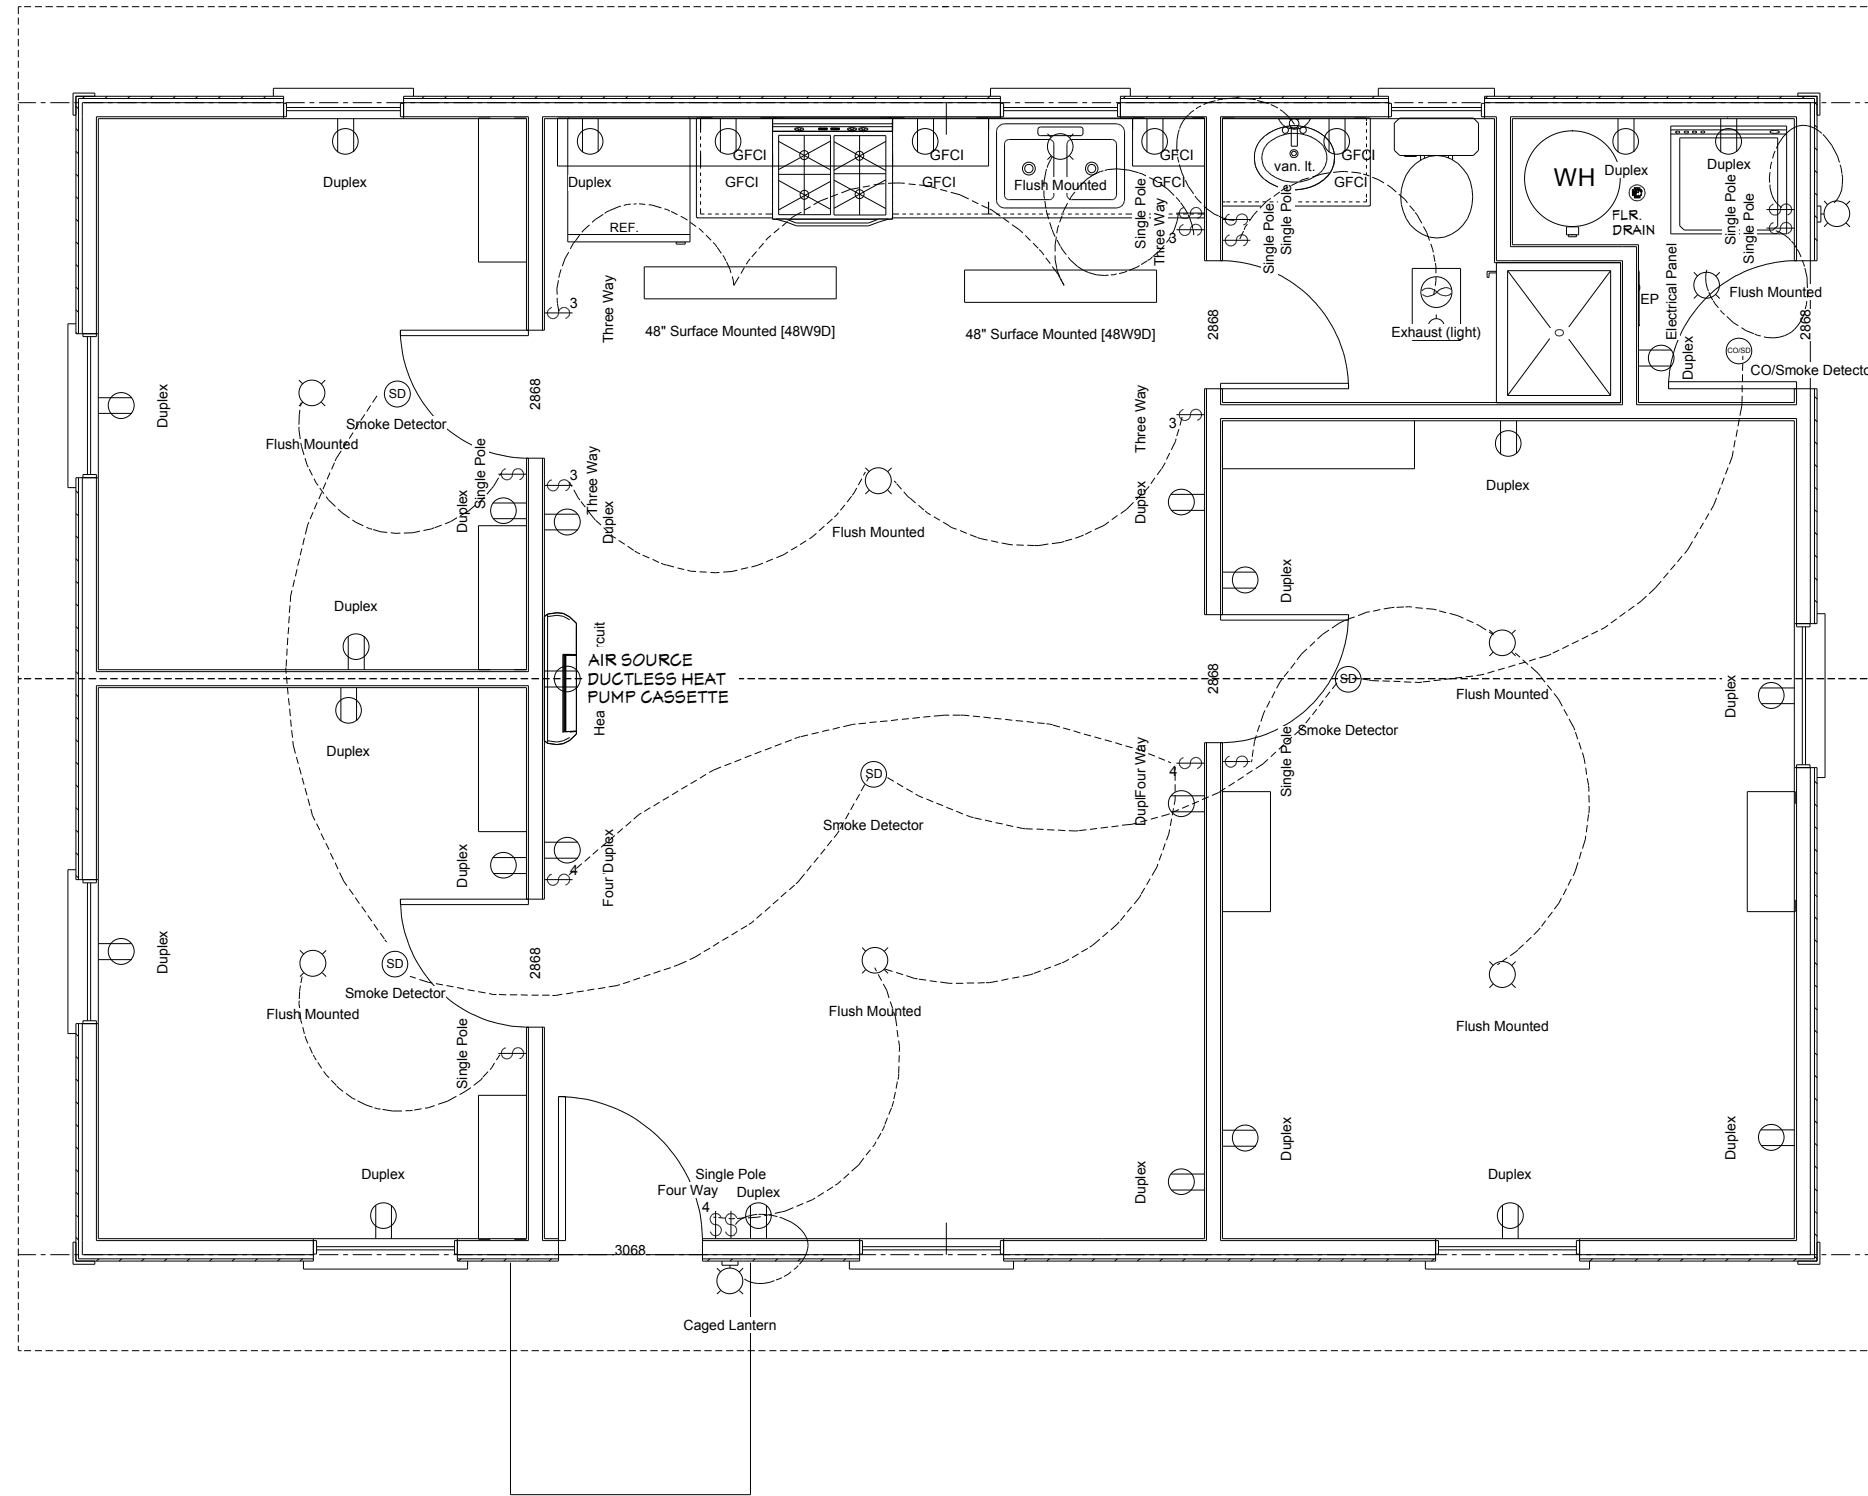 GFCI
GFCI
GFCI
GFCI
van. lt.
WH
Duplex
Duplex
Duplex
Duplex
GFCI
GFCI
Flush Mounted
GFCI
GFCI
FLR.
DRAIN
REF.
Single Pole
Three Way
3
Single Pole
Single Pole
Single Pole
Single Pole
Electrical Panel
EP
Flush Mounted
3
Three Way
48" Surface Mounted [48W9D]
48" Surface Mounted [48W9D]
2868
Exhaust (light)
2868
Duplex
CO/SD
CO/Smoke Detecto
Duplex
SD
2868
Smoke Detector
Flush Mounted
Single Pole
Duplex
3
Three Way
Duplex
Three Way
3
Duplex
Flush Mounted
Duplex
Duplex
Duplex
rcuit
AIR SOURCE
DUCTLESS HEAT
PUMP CASSETTE
Hea
2868
SD
Flush Mounted
Smoke Detector
Duplex
Duplex
Single Pole
Four Way
Dupl
4
SD
Smoke Detector
Duplex
4
Four
Duplex
Duplex
SD
2868
Smoke Detector
Flush Mounted
Flush Mounted
Flush Mounted
Single Pole
Duplex
Single Pole
Four Way
4
Duplex
Duplex
Duplex
Duplex
Duplex
3068
Caged Lantern